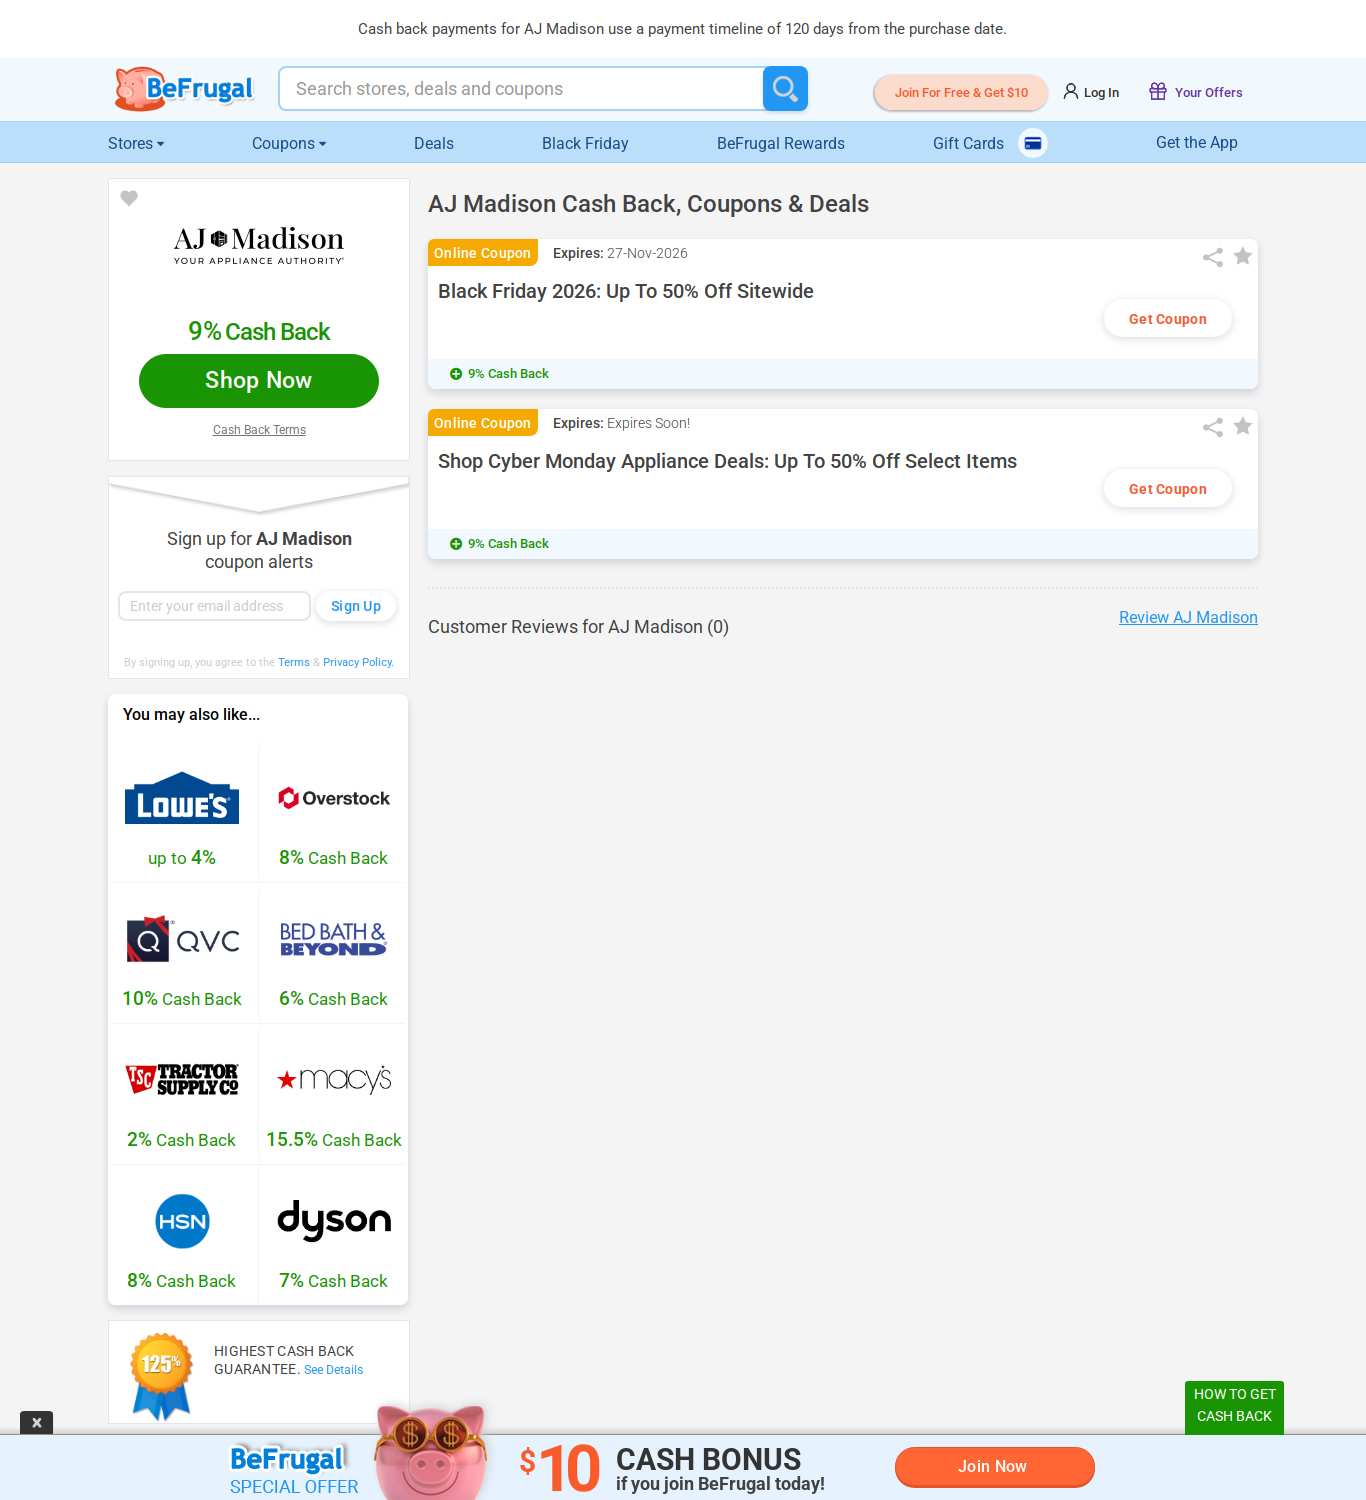 Cash back payments for AJ Madison use a payment timeline of 120 days from the purchase date.
BeFrugal
Search stores, deals and coupons
Join For Free & Get $10
Log In
Your Offers
Stores
Coupons
Deals
Black Friday
BeFrugal Rewards
Gift Cards
Get the App
AJ Madison
YOUR APPLIANCE AUTHORITY
9% Cash Back
Shop Now
Cash Back Terms
Sign up for AJ Madison
coupon alerts
Enter your email address
Sign Up
By signing up, you agree to the Terms & Privacy Policy.
You may also like...
LOWE'S
up to 4%
Overstock
8% Cash Back
Q QVC
10% Cash Back
BED BATH &
BEYOND
6% Cash Back
TSC TRACTOR
SUPPLY CO
2% Cash Back
macy's
15.5% Cash Back
HSN
8% Cash Back
dyson
7% Cash Back
125%
HIGHEST CASH BACK
GUARANTEE. See Details
AJ Madison Cash Back, Coupons & Deals
Online Coupon
Expires: 27-Nov-2026
Black Friday 2026: Up To 50% Off Sitewide
Get Coupon
9% Cash Back
Online Coupon
Expires: Expires Soon!
Shop Cyber Monday Appliance Deals: Up To 50% Off Select Items
Get Coupon
9% Cash Back
Customer Reviews for AJ Madison (0)
Review AJ Madison
HOW TO GET
CASH BACK
x
BeFrugal
SPECIAL OFFER
$ $
$10
CASH BONUS
if you join BeFrugal today!
Join Now